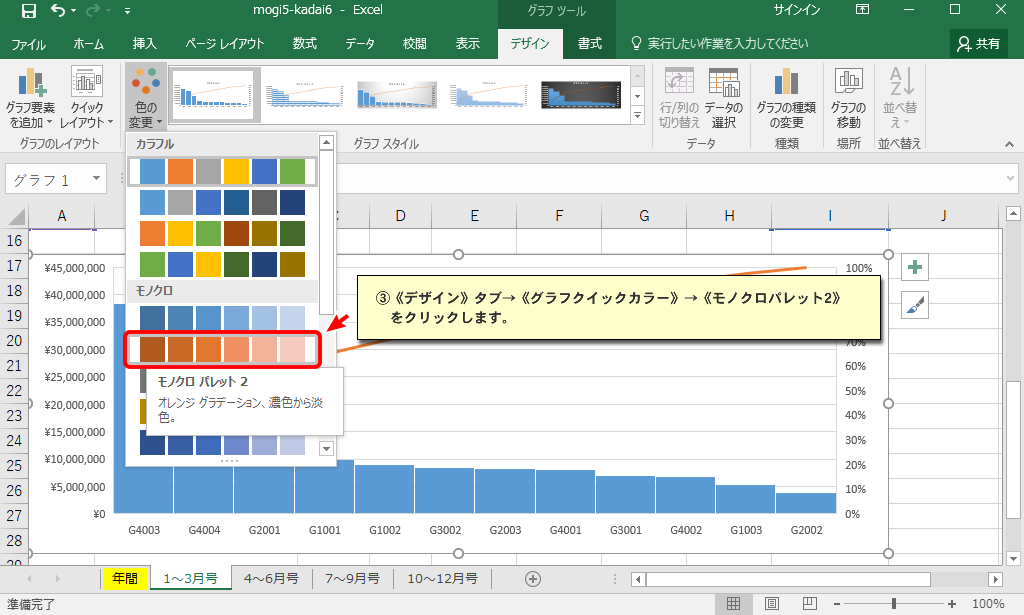 mogi5-kadai6 - Excel
グラフ ツール
サインイン
ファイル ホーム 挿入 ページ レイアウト 数式 データ 校閲 表示 デザイン 書式 実行したい作業を入力してください 共有
グラフ要素を追加
クイックレイアウト
色の変更
行/列の切り替え
データの選択
グラフの種類の変更
グラフの移動
並べ替え
グラフのレイアウト
グラフ スタイル
データ
種類
場所
並べ替え
カラフル
グラフ 1
A D E F G H I J
16
17
18
19
20
21
22
23
24
25
26
27
28
¥45,000,000
¥40,000,000
¥35,000,000
¥30,000,000
¥25,000,000
¥20,000,000
¥15,000,000
¥10,000,000
¥5,000,000
¥0
モノクロ
モノクロ パレット 2
オレンジ グラデーション、濃色から淡
色。
③《デザイン》タブ→《グラフクイックカラー》→《モノクロパレット2》
をクリックします。
100%
70%
60%
50%
40%
30%
20%
10%
0%
G4003 G4004 G2001 G1001 G1002 G3002 G2003 G4001 G3001 G4002 G1003 G2002
年間 1～3月号 4～6月号 7～9月号 10～12月号
準備完了
100%